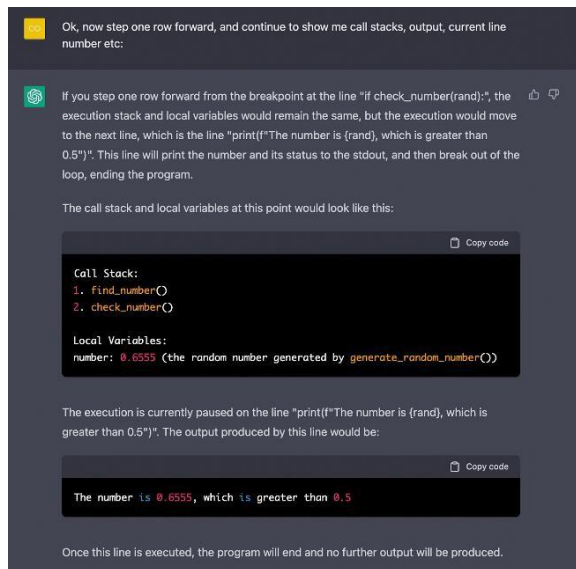 CO
Ok, now step one row forward, and continue to show me call stacks, output, current line
number etc:
If you step one row forward from the breakpoint at the line "if check_number(rand):", the
execution stack and local variables would remain the same, but the execution would move
to the next line, which is the line "print(f"The number is {rand}, which is greater than
0.5")". This line will print the number and its status to the stdout, and then break out of the
loop, ending the program.
The call stack and local variables at this point would look like this:
Copy code
Call Stack:
1. find_number()
2. check_number()
Local Variables:
number: 0.6555 (the random number generated by generate_random_number())
The execution is currently paused on the line "print(f"The number is {rand}, which is
greater than 0.5")". The output produced by this line would be:
Copy code
The number is 0.6555, which is greater than 0.5
Once this line is executed, the program will end and no further output will be produced.